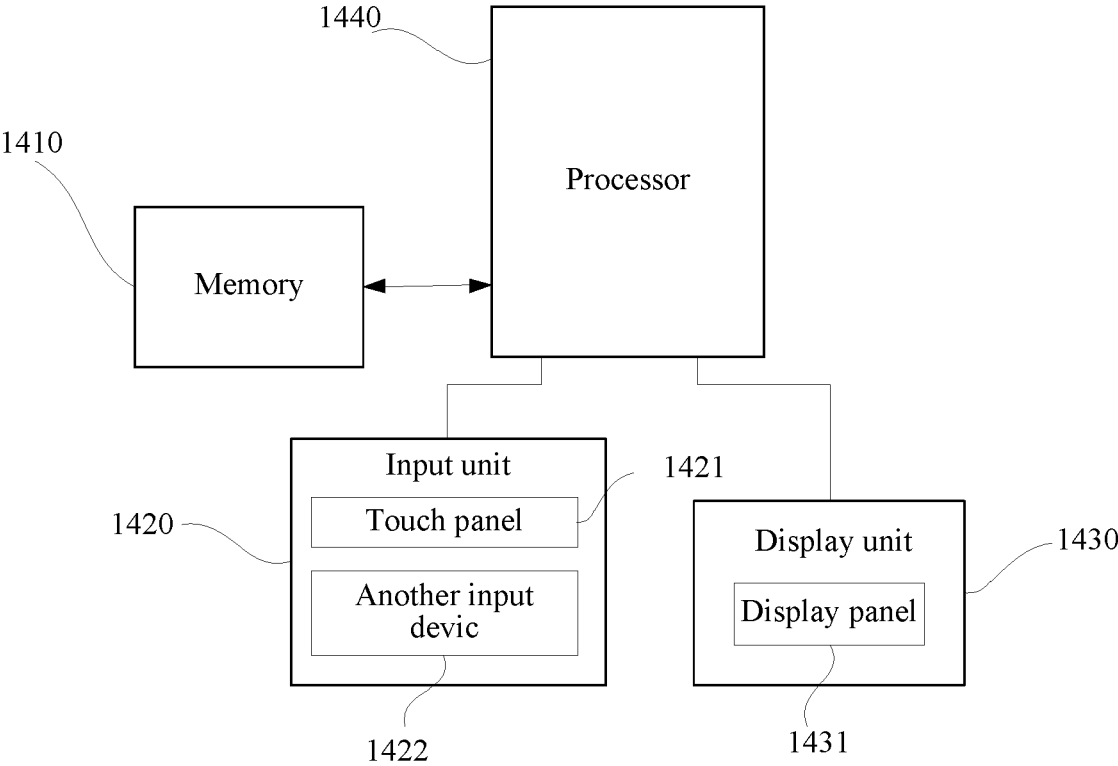 1440
1410
Processor
Memory
Input unit
1421
Touch panel
1420
Another input
devic
1422
Display unit
1430
Display panel
1431